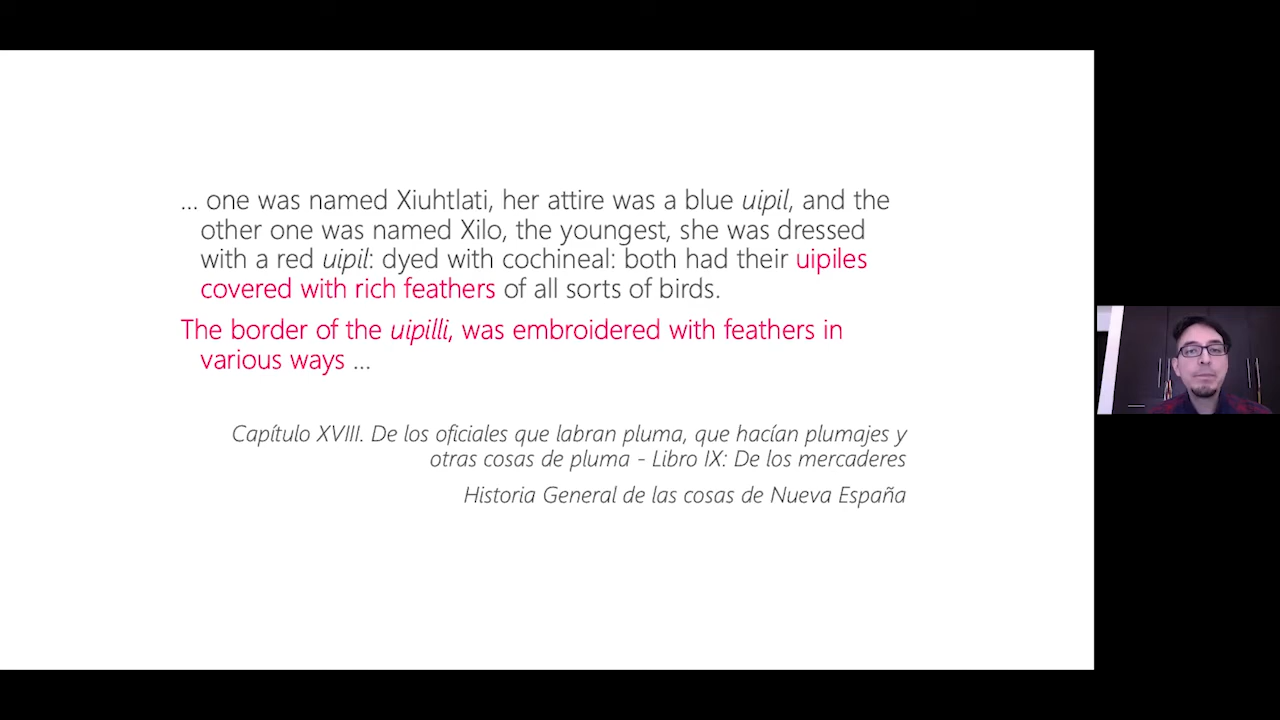 ... one was named Xiuhtlati, her attire was a blue uipil, and the
other one was named Xilo, the youngest, she was dressed
with a red uipil: dyed with cochineal: both had their uipiles
covered with rich feathers of all sorts of birds.
The border of the uipilli, was embroidered with feathers in
various ways ...
Capítulo XVIII. De los oficiales que labran pluma, que hacían plumajes y
otras cosas de pluma - Libro IX: De los mercaderes
Historia General de las cosas de Nueva España